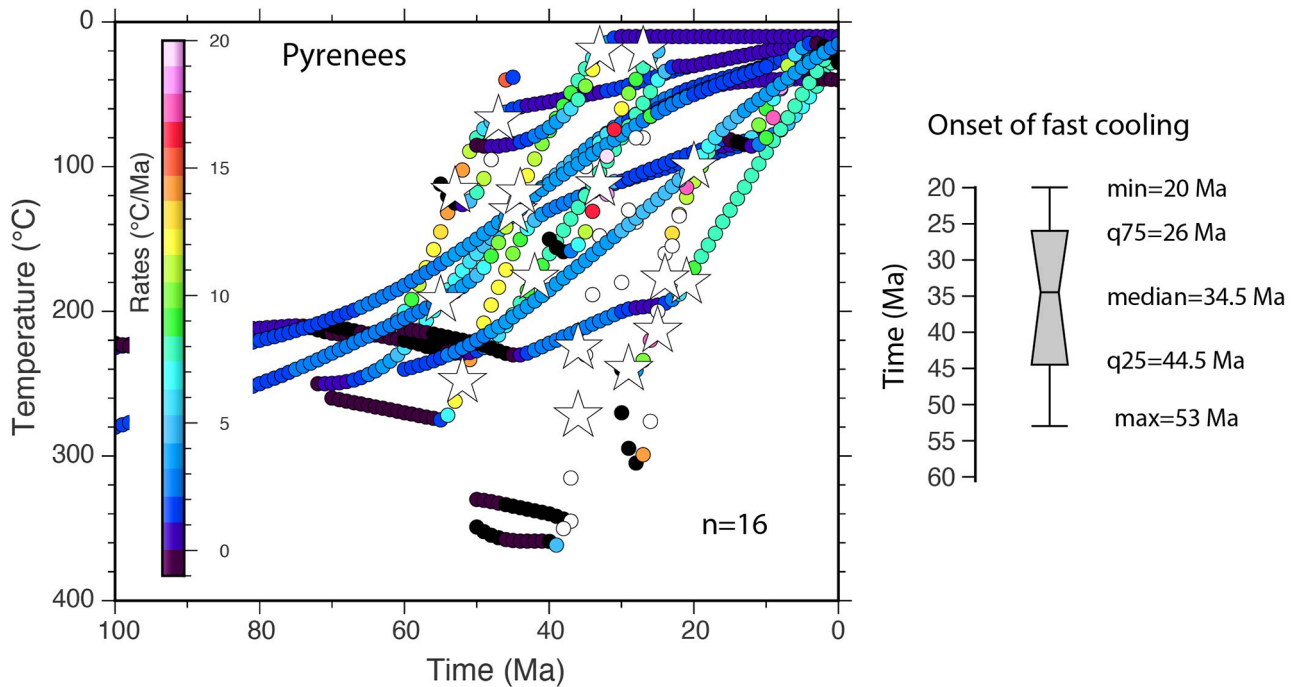 Pyrenees
Temperature (°C)
0
100
200
300
400
Rates (°C/Ma)
20
15
10
5
0
n=16
100
80
60
40
20
0
Time (Ma)
Onset of fast cooling
Time (Ma)
20
25
30
35
40
45
50
55
60
min=20 Ma
q75=26 Ma
median=34.5 Ma
q25=44.5 Ma
max=53 Ma